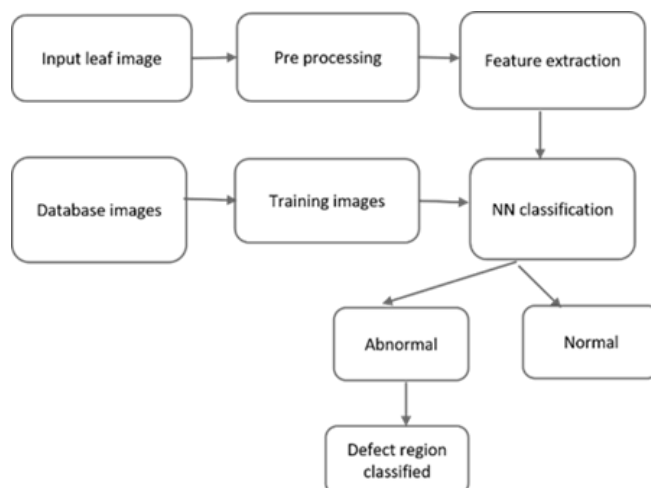 Input leaf image
Pre processing
Feature extraction
Database images
Training images
NN classification
Abnormal
Normal
Defect region
classified